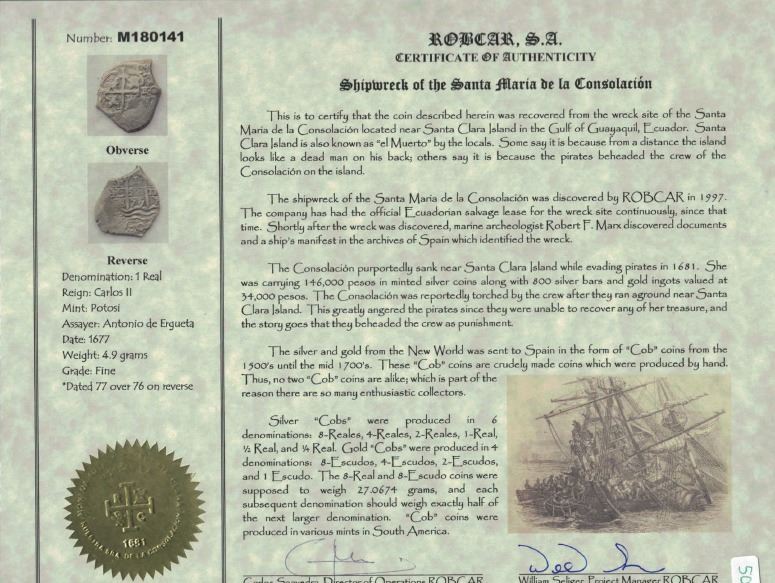 Number: M180141
Obverse
Reverse
Denomination: 1 Real
Reign: Carlos II
Mint: Potosi
Assayer: Antonio de Ergueta
Date: 1677
Weight: 4.9 grams
Grade: Fine
*Dated 77 over 76 on reverse
1681
ROBCAR, S.A.
CERTIFICATE OF AUTHENTICITY
Shipwreck of the Santa Maria de la Consolación
This is to certify that the coin described herein was recovered from the wreck site of the Santa
Maria de la Consolación located near Santa Clara Island in the Gulf of Guayaquil, Ecuador. Santa
Clara Island is also known as "el Muerto" by the locals. Some say it is because from a distance the island
looks like a dead man on his back; others say it is because the pirates beheaded the crew of the
Consolación on the island.
The shipwreck of the Santa Maria de la Consolación was discovered by ROBCAR in 1997.
The company has had the official Ecuadorian salvage lease for the wreck site continuously, since that
time. Shortly after the wreck was discovered, marine archeologist Robert F. Marx discovered documents
and a ship's manifest in the archives of Spain which identified the wreck.
The Consolación purportedly sank near Santa Clara Island while evading pirates in 1681. She
was carrying 146,000 pesos in minted silver coins along with 800 silver bars and gold ingots valued at
34,000 pesos. The Consolación was reportedly torched by the crew after they ran aground near Santa
Clara Island. This greatly angered the pirates since they were unable to recover any of her treasure, and
the story goes that they beheaded the crew as punishment.
The silver and gold from the New World was sent to Spain in the form of "Cob" coins from the
1500's until the mid 1700's. These "Cob" coins are crudely made coins which were produced by hand.
Thus, no two "Cob" coins are alike; which is part of the
reason there are so many enthusiastic collectors.
Silver "Cobs" were produced in 6
denominations: 8-Reales, 4-Reales, 2-Reales, 1-Real,
½ Real, and ¼ Real. Gold "Cobs" were produced in 4
denominations: 8-Escudos, 4-Escudos, 2-Escudos,
and 1 Escudo. The 8-Real and 8-Escudo coins were
supposed to weigh 27.0674 grams, and each
subsequent denomination should weigh exactly half of
the next larger denomination. "Cob" coins were
produced in various mints in South America.
Carlos Saavedra, Director of Operations ROBCAR
William Seliger, Project Manager ROBCAR
50